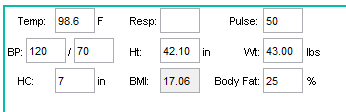 Temp: 98.6 F Resp: Pulse: 50
BP: 120 / 70 Ht: 42.10 in Wt: 43.00 lbs
HC: 7 in BMI: 17.06 Body Fat: 25 %